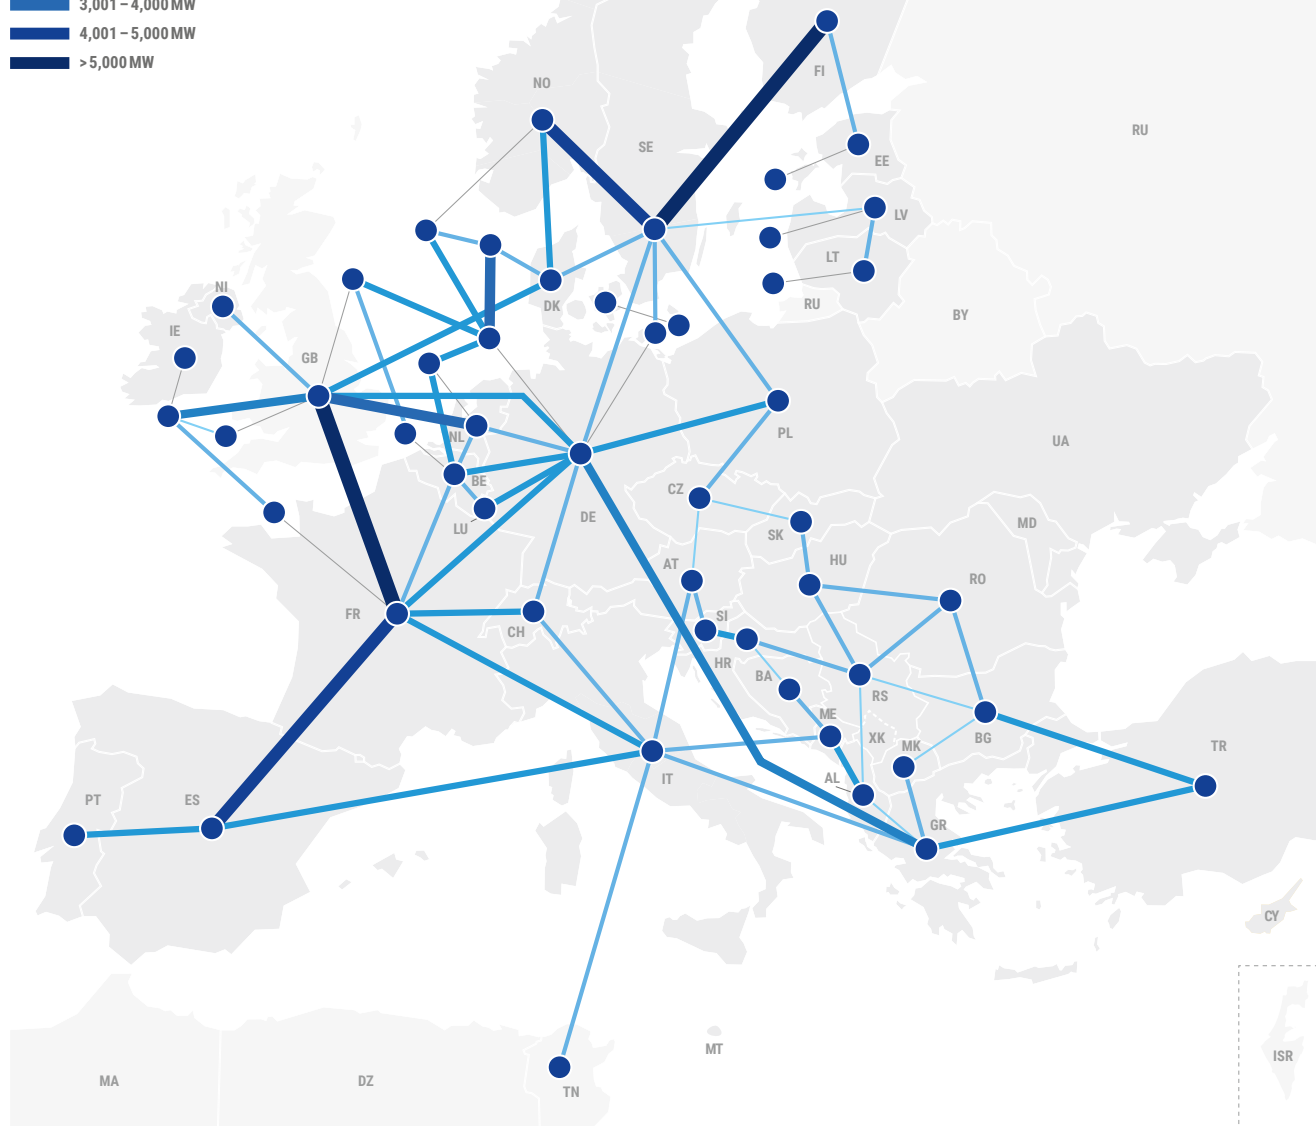 3,001 – 4,000 MW
4,001 – 5,000 MW
> 5,000 MW
FI
NO
RU
SE
EE
LV
LT
NI
RU
DK
BY
IE
GB
PL
NL
UA
BE
CZ
DE
MD
LU
SK
HU
AT
RO
FR
SI
CH
HR
BA
RS
ME
XK
MK
BG
TR
IT
AL
PT
ES
GR
CY
MT
ISR
MA
DZ
TN